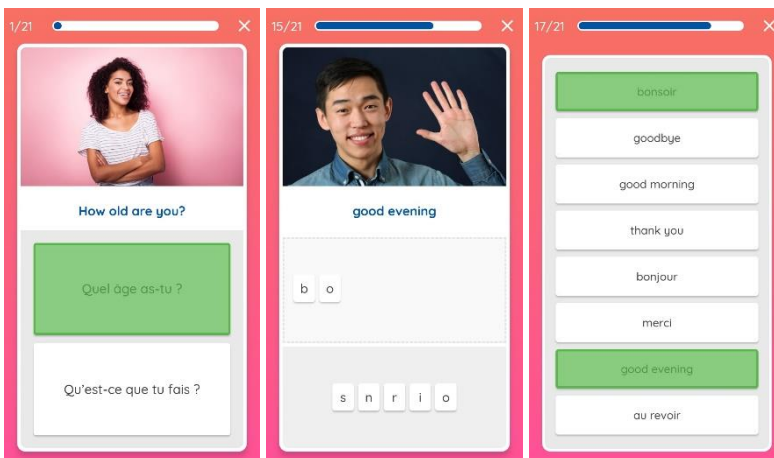 1/21
How old are you?
Quel âge as-tu ?
Qu'est-ce que tu fais ?
15/21
good evening
b o
s n r i o
17/21
bonsoir
goodbye
good morning
thank you
bonjour
merci
good evening
au revoir